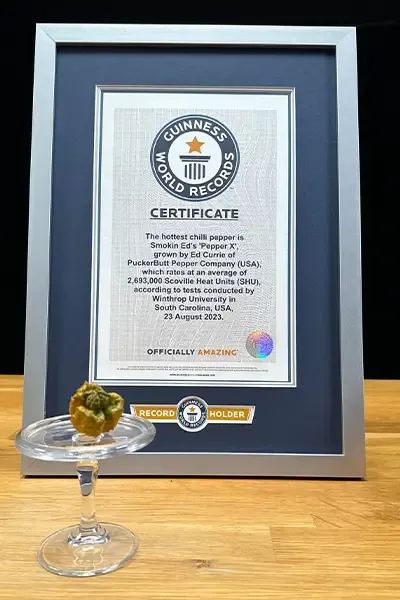 GUINNESS
WORLD RECORDS
CERTIFICATE
The hottest chilli pepper is
Smokin Ed's 'Pepper X',
grown by Ed Currie of
PuckerButt Pepper Company (USA),
which rates at an average of
2,693,000 Scoville Heat Units (SHU),
according to tests conducted by
Winthrop University in
South Carolina, USA,
23 August 2023.
OFFICIALLY AMAZING
RECORD HOLDER